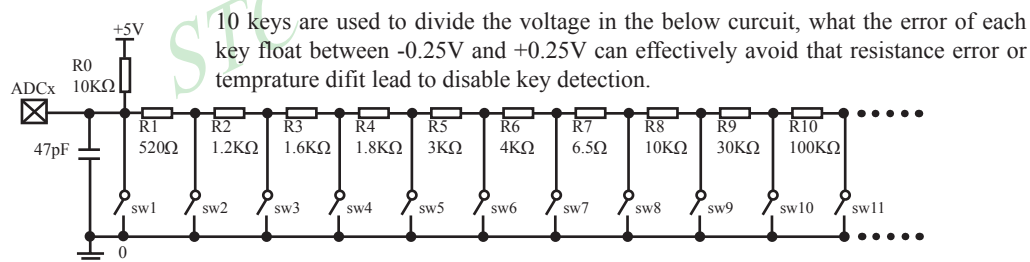 STC
10 keys are used to divide the voltage in the below curcuit, what the error of each
key float between -0.25V and +0.25V can effectively avoid that resistance error or
temprature difit lead to disable key detection.
+5V
R0
10KΩ
ADCx
47pF
R1 R2 R3 R4 R5 R6 R7 R8 R9 R10
520Ω 1.2KΩ 1.6KΩ 1.8KΩ 3KΩ 4KΩ 6.5Ω 10KΩ 30KΩ 100KΩ
sw1 sw2 sw3 sw4 sw5 sw6 sw7 sw8 sw9 sw10 sw11
0